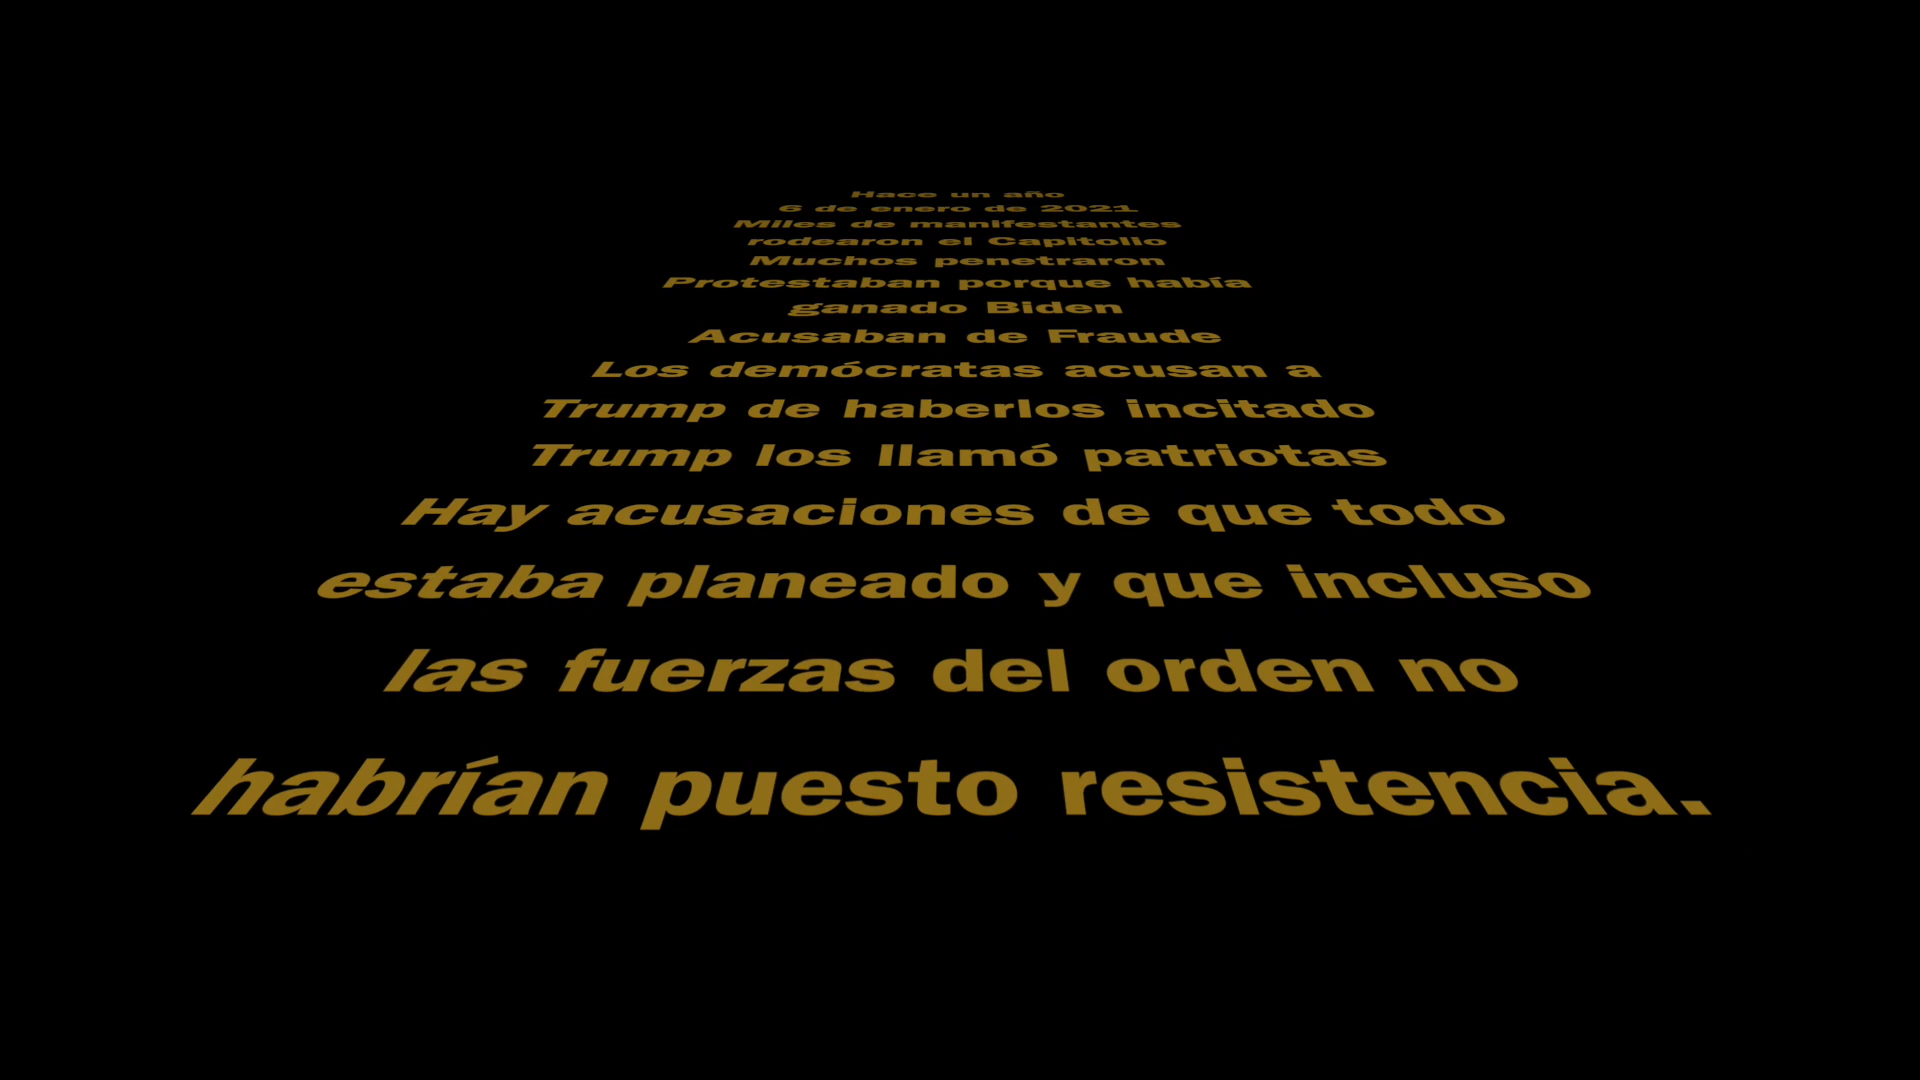 Hace un año
6 de enero de 2021
Miles de manifestantes
rodearon el Capitolio
Muchos penetraron
Protestaban porque había
ganado Biden
Acusaban de Fraude
Los demócratas acusan a
Trump de haberlos incitado
Trump los llamó patriotas
Hay acusaciones de que todo
estaba planeado y que incluso
las fuerzas del orden no
habrían puesto resistencia.